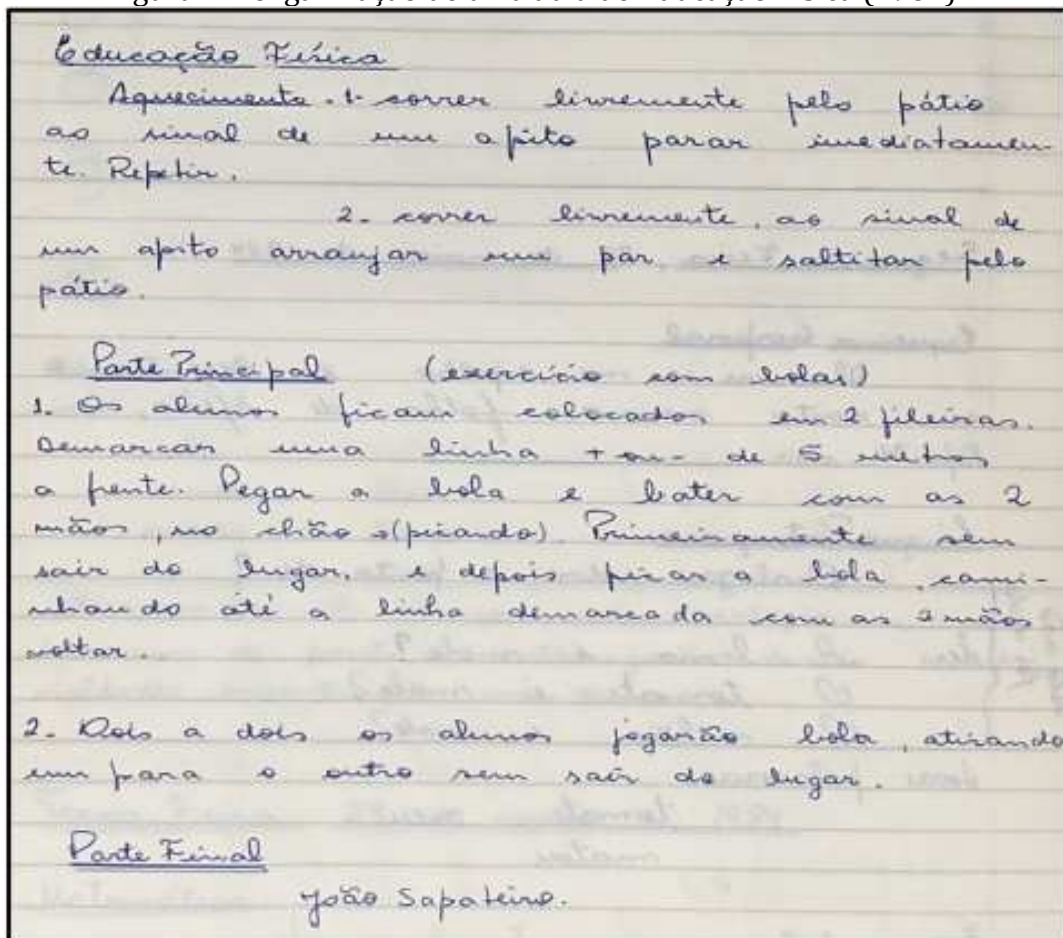 Educação Física
Aquecimento. 1- correr livremente pelo pátio
ao sinal de um apito parar imediatamen-
te. Repetir.
2- correr livremente, ao sinal de
um apito arranjar um par, e saltitar pelo
pátio.
Parte Principal (exercício com bolas)
1. Os alunos ficam colocados em 2 fileiras.
Demarcar uma linha + ou - de 5 metros
a frente. Pegar a bola e bater com as 2
mãos, no chão (picando). Primeiramente sem
sair do lugar, e depois picar a bola cami-
nhando até a linha demarcada com as 2 mãos
voltar.
2- Dois a dois os alunos jogarão bola, atirando
um para o outro sem sair do lugar.
Parte Final
João Sapateiro.